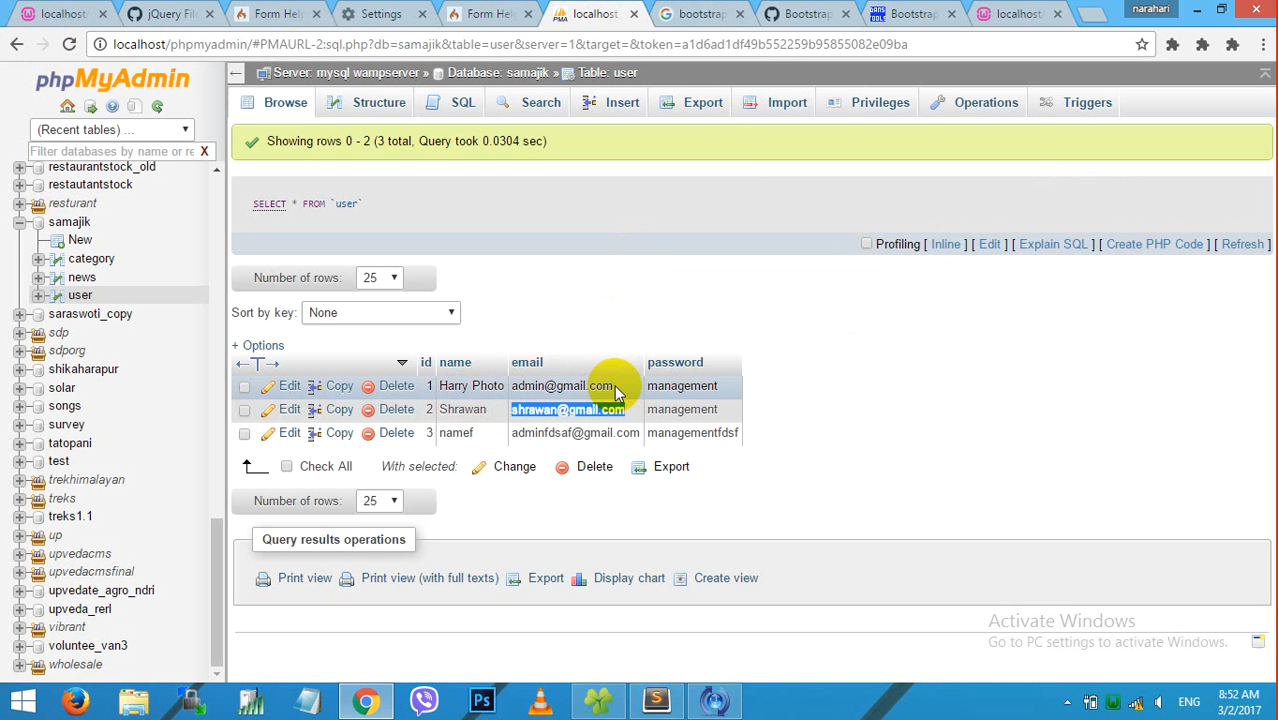 localhost/ jQuery Fil Form Help Settings Form Help localhost bootstrap Bootstrap Bootstrap localhost/ narahari
localhost/phpmyadmin/#PMAURL-2:sql.php?db=samajik&table=user&server=1&target=&token=a1d6ad1df49b552259b95855082e09ba
phpMyAdmin
Server: mysql wampserver » Database: samajik » Table: user
Browse Structure SQL Search Insert Export Import Privileges Operations Triggers
(Recent tables) ...
Filter databases by name or re X
Showing rows 0 - 2 (3 total, Query took 0.0304 sec)
SELECT * FROM `user`
Profiling [ Inline ] [ Edit ] [ Explain SQL ] [ Create PHP Code ] [ Refresh ]
Number of rows: 25
Sort by key: None
+ Options
id name email password
Edit Copy Delete 1 Harry Photo admin@gmail.com management
Edit Copy Delete 2 Shrawan shrawan@gmail.com management
Edit Copy Delete 3 namef adminfdsaf@gmail.com managementfdsf
Check All With selected: Change Delete Export
Number of rows: 25
Query results operations
Print view Print view (with full texts) Export Display chart Create view
restaurantstock_old
restautantstock
resturant
samajik
New
category
news
user
saraswoti_copy
sdp
sdporg
shikaharapur
solar
songs
survey
tatopani
test
trekhimalayan
treks
treks1.1
up
upvedacms
upvedacmsfinal
upvedate_agro_ndri
upveda_rerl
vibrant
voluntee_van3
wholesale
Activate Windows
Go to PC settings to activate Windows.
Ps
S
ENG
8:52 AM
3/2/2017